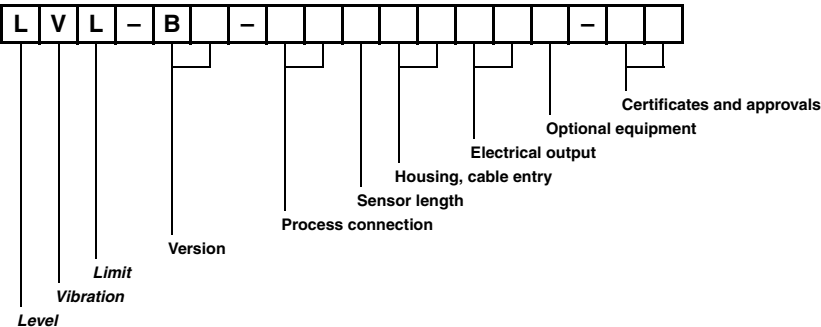 L V L – B – –
Certificates and approvals
Optional equipment
Electrical output
Housing, cable entry
Sensor length
Process connection
Version
Limit
Vibration
Level